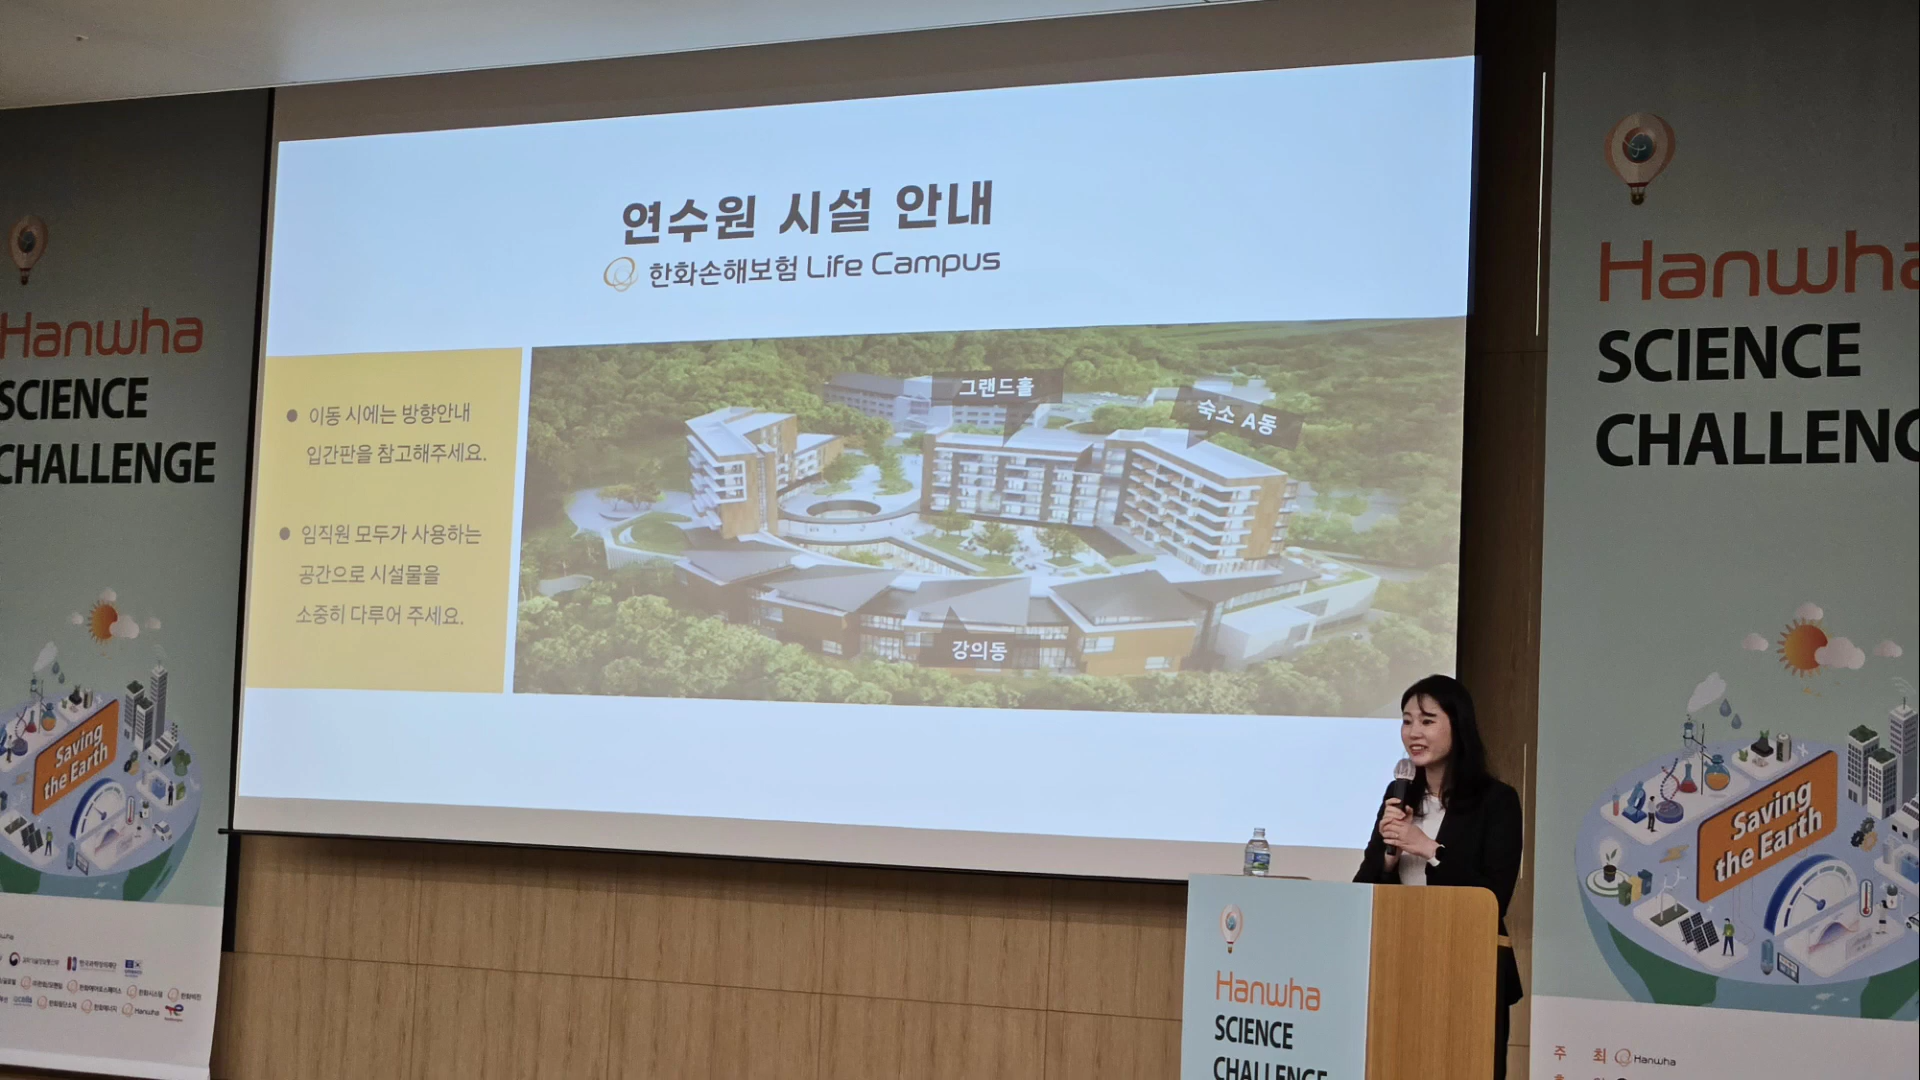 연수원 시설 안내
한화손해보험 Life Campus
● 이동 시에는 방향안내
입간판을 참고해주세요.
● 임직원 모두가 사용하는
공간으로 시설물을
소중히 다루어 주세요.
그랜드홀
숙소 A동
강의동
Hanwha
SCIENCE
CHALLENGE
Saving
the Earth
Hanwha
SCIENCE
CHALLENG
Saving
the Earth
주 최 Hanwha
Hanwha
SCIENCE
CHALLENGE